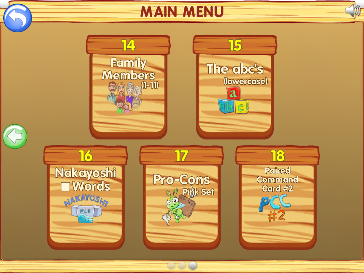 MAIN MENU
14
Family
Members
(1-11)
15
The abc's
(lowercase)
a
16
Nakayoshi
Words
NAKAYOSHI
17
Pro-Cons
Pink Set
18
Paired
Command
Card #2
PCC
#2